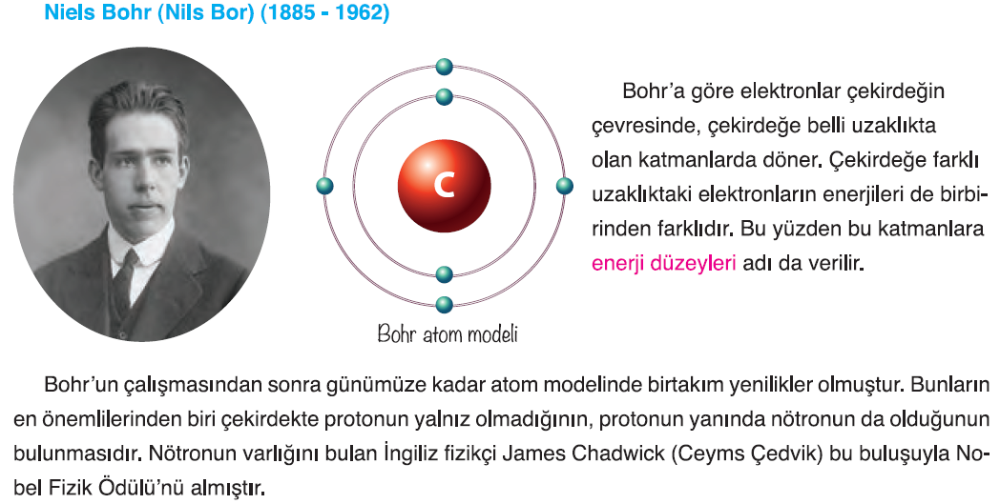 Niels Bohr (Nils Bor) (1885 - 1962)
C
Bohr atom modeli
Bohr’a göre elektronlar çekirdeğin
çevresinde, çekirdeğe belli uzaklıkta
olan katmanlarda döner. Çekirdeğe farklı
uzaklıktaki elektronların enerjileri de birbi-
rinden farklıdır. Bu yüzden bu katmanlara
enerji düzeyleri adı da verilir.
Bohr’un çalışmasından sonra günümüze kadar atom modelinde birtakım yenilikler olmuştur. Bunların
en önemlilerinden biri çekirdekte protonun yalnız olmadığının, protonun yanında nötronun da olduğunun
bulunmasıdır. Nötronun varlığını bulan İngiliz fizikçi James Chadwick (Ceyms Çedvik) bu buluşuyla No-
bel Fizik Ödülü’nü almıştır.